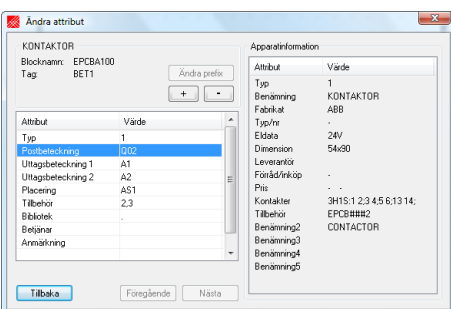 Ändra attribut
KONTAKTOR
Blocknamn: EPCBA100
Tag: BET1
Ändra prefix
+ -
Attribut Värde
Typ 1
Postbeteckning Q02
Uttagsbeteckning 1 A1
Uttagsbeteckning 2 A2
Placering AS1
Tillbehör 2,3
Bibliotek .
Betjänar
Anmärkning
Tillbaka Föregående Nästa
Apparatinformation
Attribut Värde
Typ 1
Benämning KONTAKTOR
Fabrikat ABB
Typ/nr -
Eldata 24V
Dimension 54x90
Leverantör
Förråd/inköp -
Pris - -
Kontakter 3H1S:1 2;3 4;5 6;13 14;
Tillbehör EPCB###2
Benämning2 CONTACTOR
Benämning3
Benämning4
Benämning5